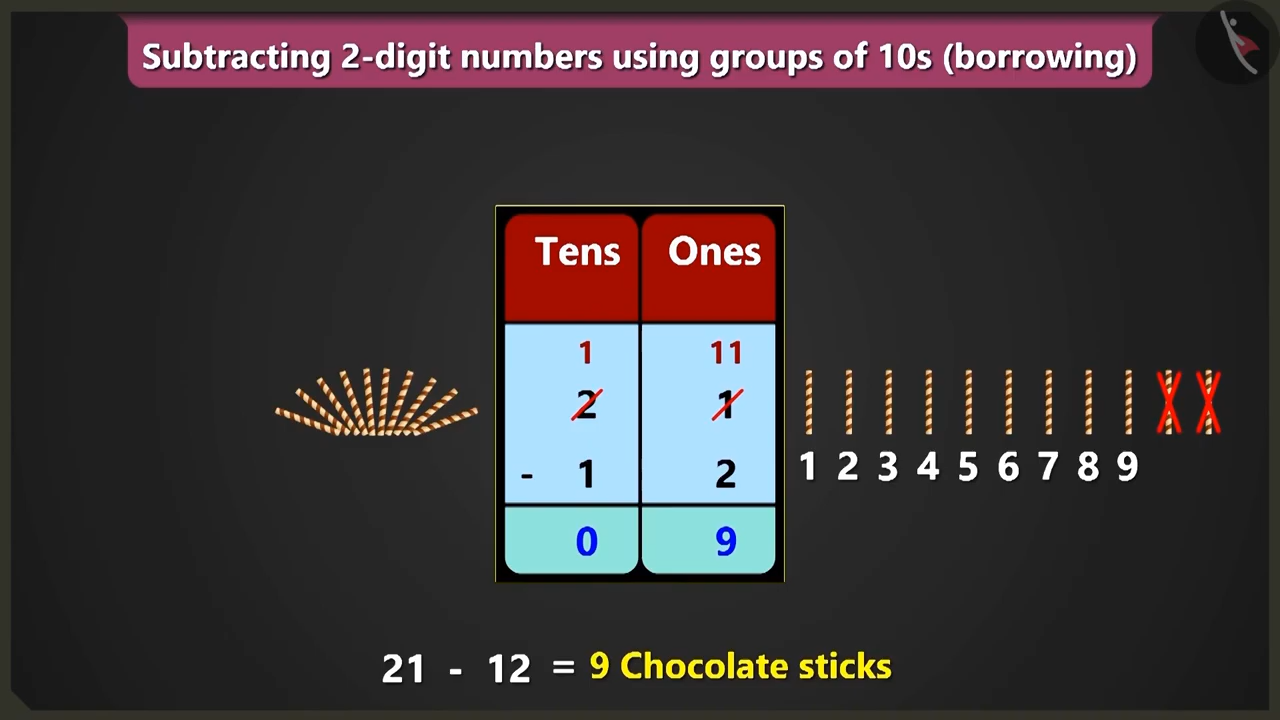 Subtracting 2-digit numbers using groups of 10s (borrowing)
Tens Ones
1 11
2 1
- 1 2
0 9
1 2 3 4 5 6 7 8 9
21 - 12 = 9 Chocolate sticks